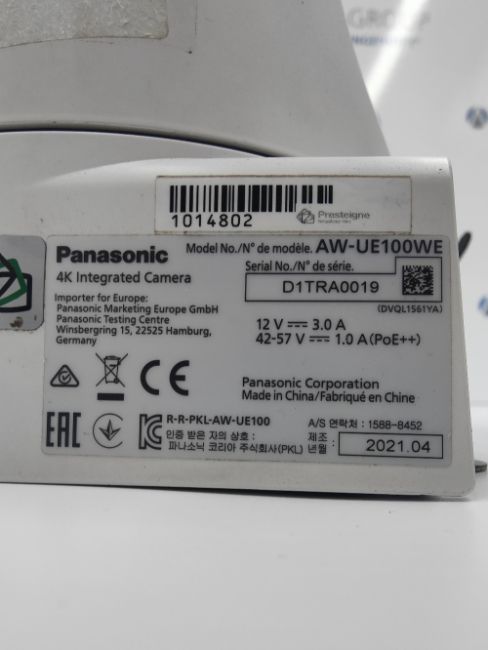 GROUP
1014802
Presteigne
Panasonic
Model No./N° de modèle. AW-UE100WE
4K Integrated Camera
Serial No./N° de série.
D1TRA0019
(DVQL1561YA)
Importer for Europe:
Panasonic Marketing Europe GmbH
Panasonic Testing Centre
Winsbergring 15, 22525 Hamburg,
Germany
12 V 3.0 A
42-57 V 1.0 A (PoE++)
CE
Panasonic Corporation
Made in China/Fabriqué en Chine
EAC
R-R-PKL-AW-UE100
인증 받은 자의 상호 :
파나소닉 코리아 주식회사(PKL)
A/S 연락처 : 1588-8452
제조 :
년월
2021.04